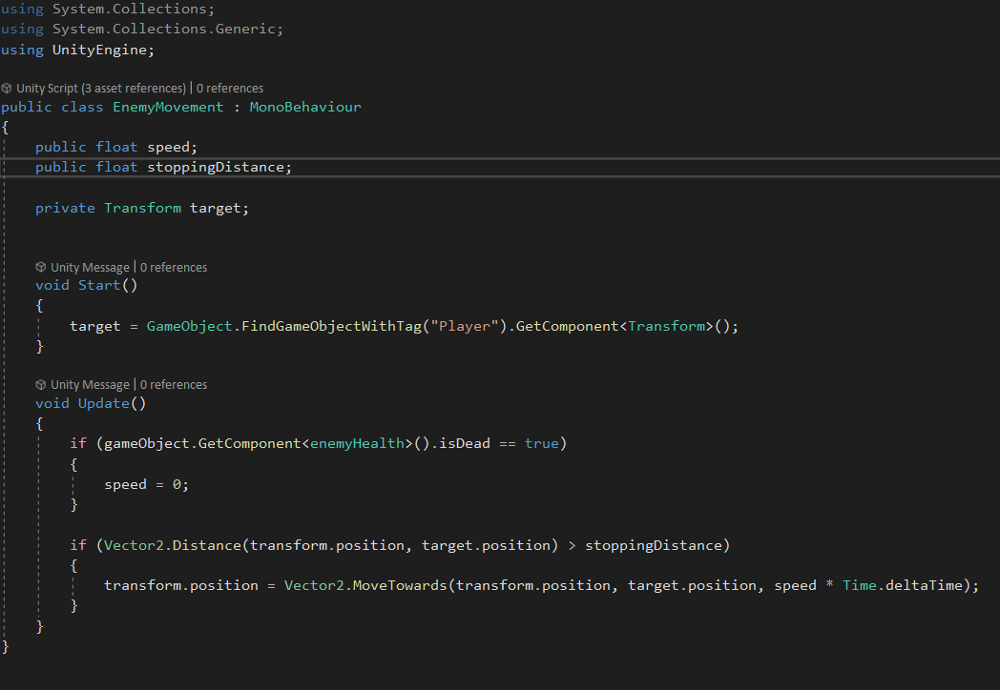 using System.Collections;
using System.Collections.Generic;
using UnityEngine;
Unity Script (3 asset references) | 0 references
public class EnemyMovement : MonoBehaviour
{
    public float speed;
    public float stoppingDistance;
    private Transform target;
    Unity Message | 0 references
    void Start()
    {
        target = GameObject.FindGameObjectWithTag("Player").GetComponent<Transform>();
    }
    Unity Message | 0 references
    void Update()
    {
        if (gameObject.GetComponent<enemyHealth>().isDead == true)
        {
            speed = 0;
        }
        if (Vector2.Distance(transform.position, target.position) > stoppingDistance)
        {
            transform.position = Vector2.MoveTowards(transform.position, target.position, speed * Time.deltaTime);
        }
    }
}